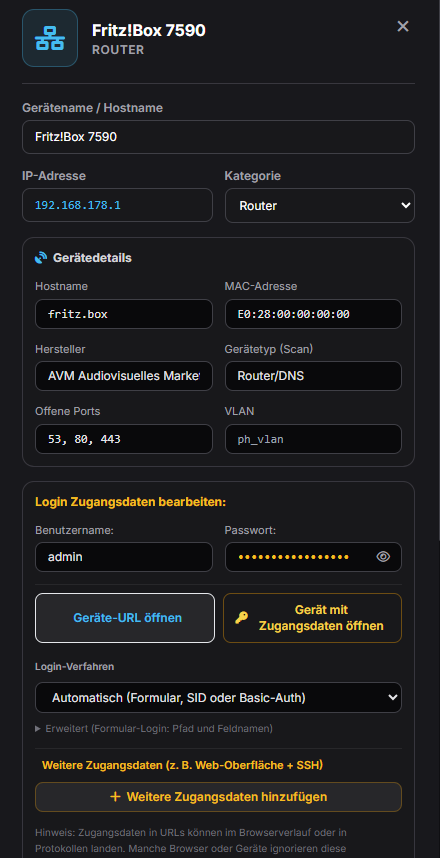 Fritz!Box 7590
ROUTER
Gerätename / Hostname
Fritz!Box 7590
IP-Adresse
Kategorie
192.168.178.1
Router
Gerätedetails
Hostname
MAC-Adresse
fritz.box
E0:28:00:00:00:00
Hersteller
Gerätetyp (Scan)
AVM Audiovisuelles Market
Router/DNS
Offene Ports
VLAN
53, 80, 443
ph_vlan
Login Zugangsdaten bearbeiten:
Benutzername:
Passwort:
admin
•••••••••••••••••
Geräte-URL öffnen
Gerät mit
Zugangsdaten öffnen
Login-Verfahren
Automatisch (Formular, SID oder Basic-Auth)
Erweitert (Formular-Login: Pfad und Feldnamen)
Weitere Zugangsdaten (z. B. Web-Oberfläche + SSH)
+ Weitere Zugangsdaten hinzufügen
Hinweis: Zugangsdaten in URLs können im Browserverlauf oder in
Protokollen landen. Manche Browser oder Geräte ignorieren diese